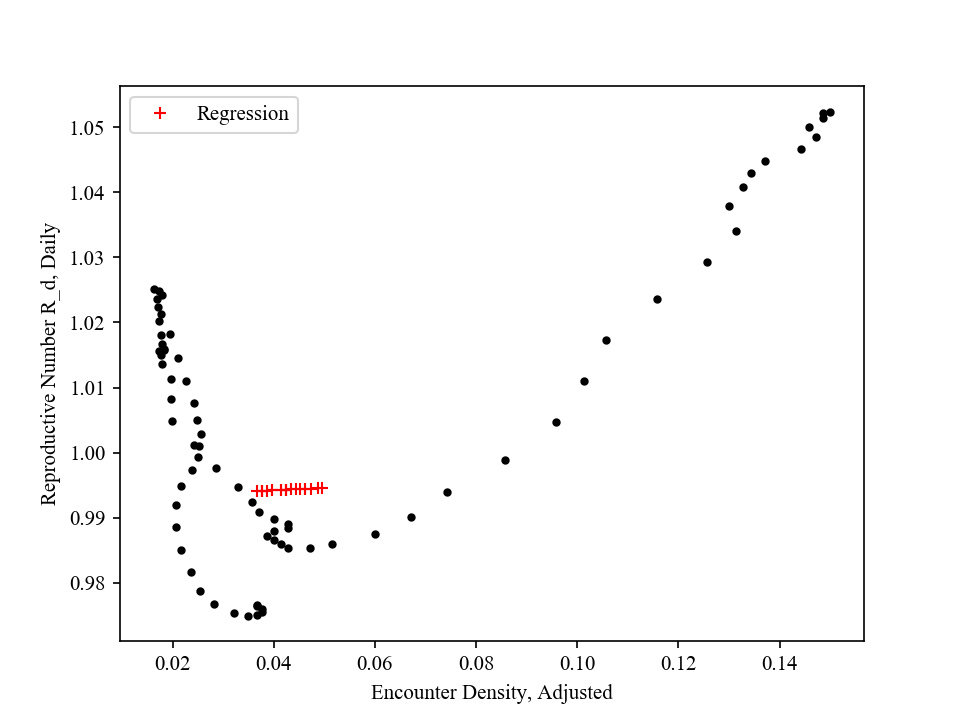 Regression
1.05
1.04
1.03
1.02
1.01
1.00
0.99
0.98
Reproductive Number R_d, Daily
0.02 0.04 0.06 0.08 0.10 0.12 0.14
Encounter Density, Adjusted